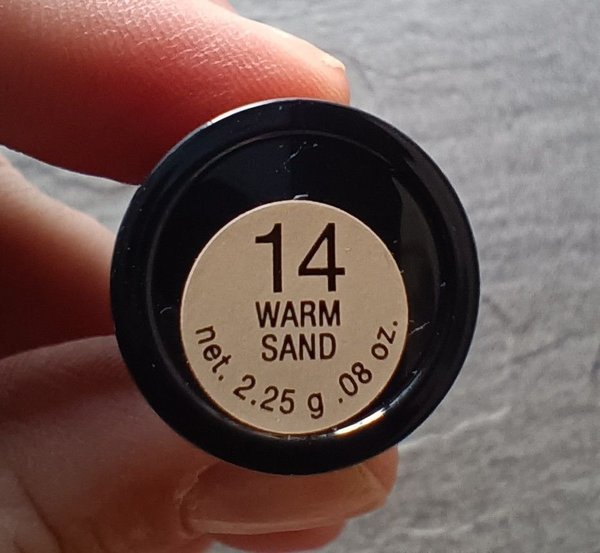 14
WARM
SAND
net. 2.25 g .08 oz.